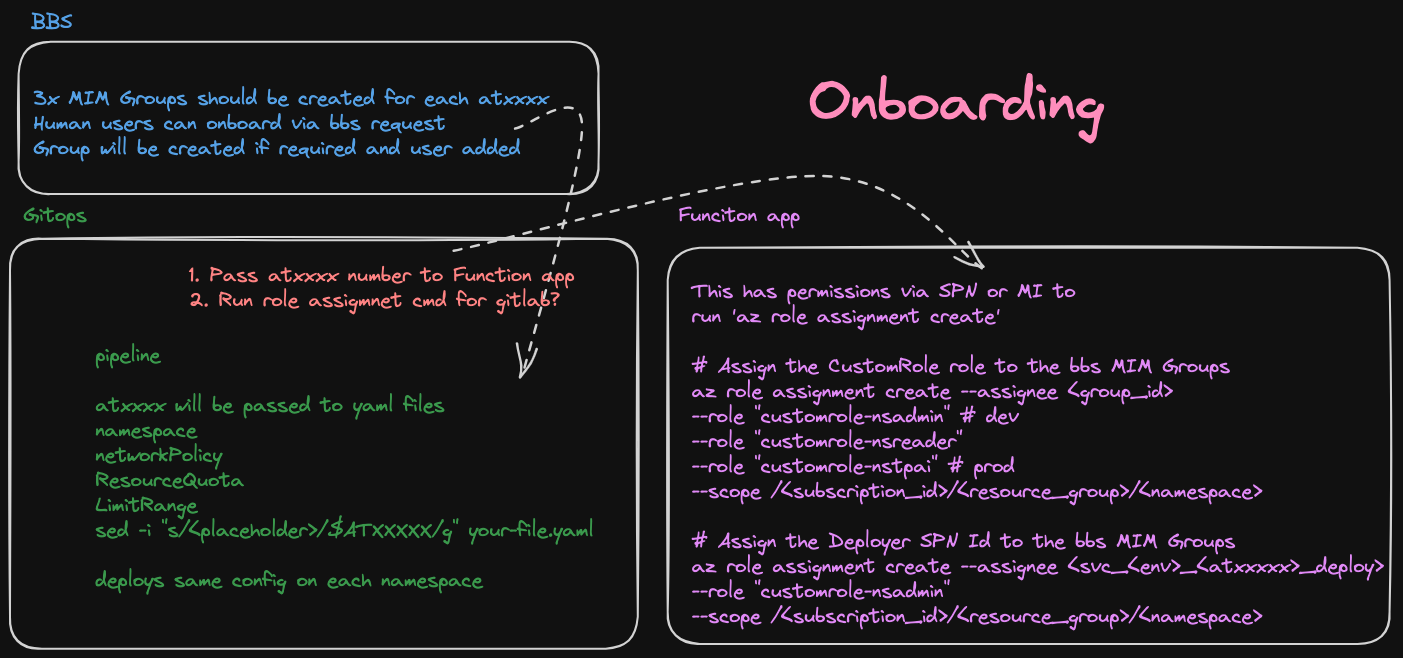 BBS
3x MIM Groups should be created for each atxxxx
Human users can onboard via bbs request
Group will be created if required and user added
Onboarding
Gitops
1. Pass atxxxx number to Function app
2. Run role assigmnet cmd for gitlab?
pipeline
atxxxx will be passed to yaml files
namespace
networkPolicy
ResourceQuota
LimitRange
sed -i "s/<placeholder>/$ATXXXXX/g" your-file.yaml
deploys same config on each namespace
Funciton app
This has permissions via SPN or MI to
run 'az role assignment create'
# Assign the CustomRole role to the bbs MIM Groups
az role assignment create --assignee <group_id>
--role "customrole-nsadmin" # dev
--role "customrole-nsreader"
--role "customrole-nstpai" # prod
--scope /<subscription_id>/<resource_group>/<namespace>
# Assign the Deployer SPN Id to the bbs MIM Groups
az role assignment create --assignee <svc_<env>_<atxxxxx>_deploy>
--role "customrole-nsadmin"
--scope /<subscription_id>/<resource_group>/<namespace>